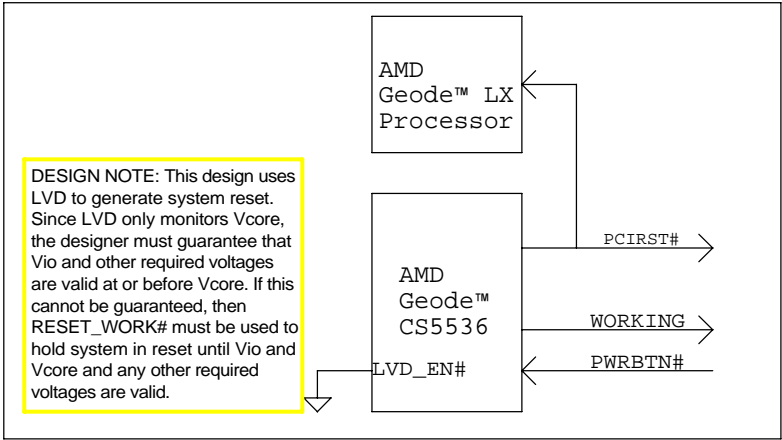 AMD
Geode™ LX
Processor
DESIGN NOTE: This design uses
LVD to generate system reset.
Since LVD only monitors Vcore,
the designer must guarantee that
Vio and other required voltages
are valid at or before Vcore. If this
cannot be guaranteed, then
RESET_WORK# must be used to
hold system in reset until Vio and
Vcore and any other required
voltages are valid.
AMD
Geode™
CS5536
LVD_EN#
PCIRST#
WORKING
PWRBTN#